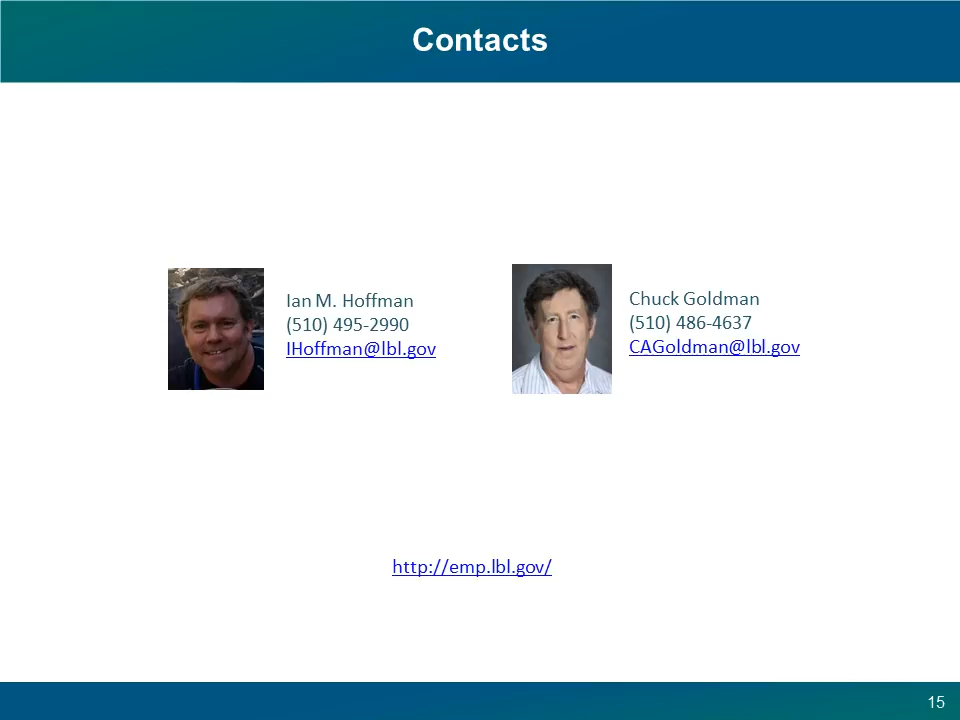 Contacts
Ian M. Hoffman
(510) 495-2990
IHoffman@lbl.gov
Chuck Goldman
(510) 486-4637
CAGoldman@lbl.gov
http://emp.lbl.gov/
15